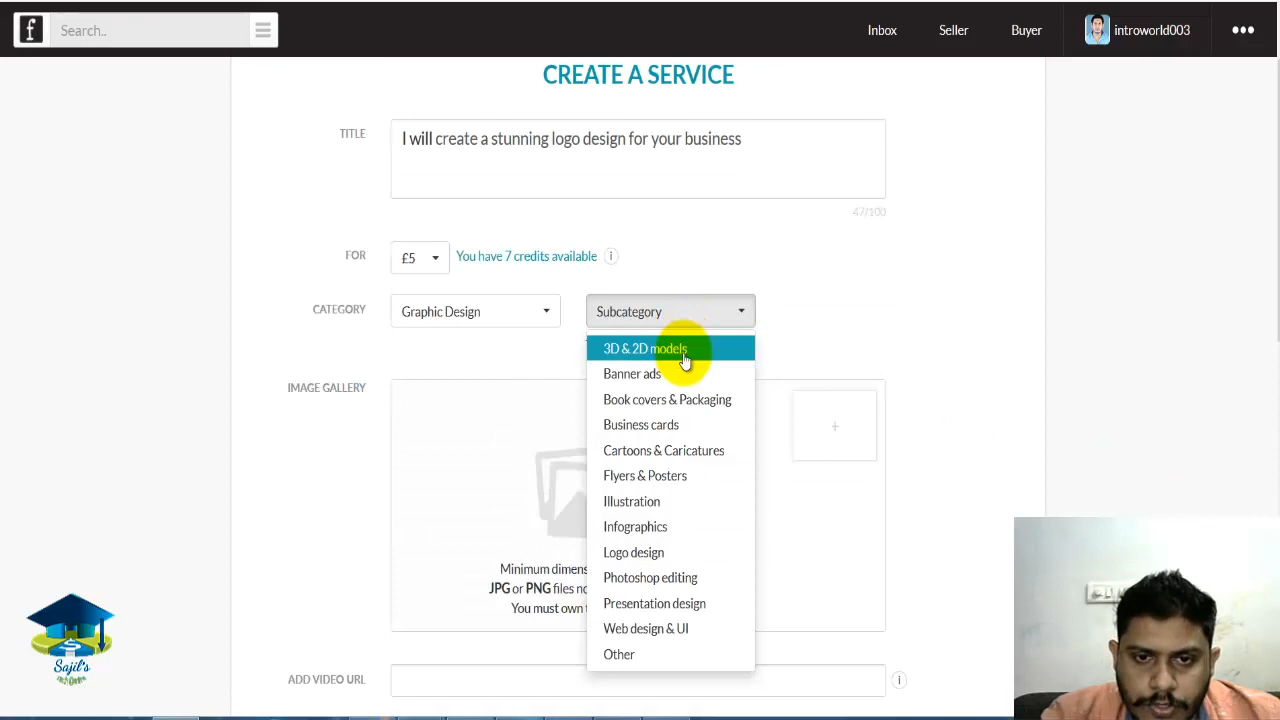 f Search.. Inbox Seller Buyer introworld003
CREATE A SERVICE
TITLE
I will create a stunning logo design for your business
47/100
FOR £5 You have 7 credits available i
CATEGORY Graphic Design Subcategory
3D & 2D models
Banner ads
Book covers & Packaging
Business cards
Cartoons & Caricatures
Flyers & Posters
Illustration
Infographics
Logo design
Photoshop editing
Presentation design
Web design & UI
Other
IMAGE GALLERY
+
Minimum dimen
JPG or PNG files no
You must own t
ADD VIDEO URL i
Sajil's